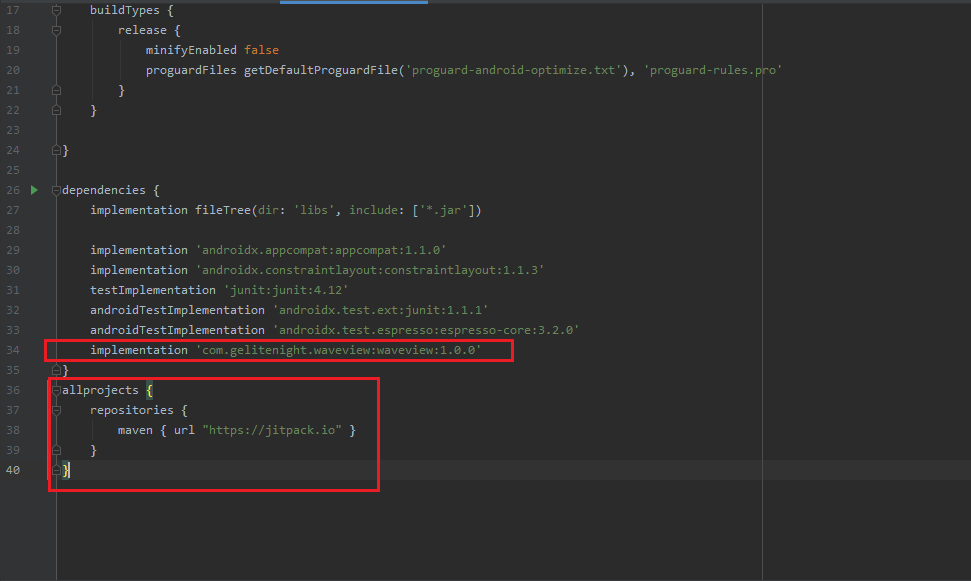 17 buildTypes {
18 release {
19 minifyEnabled false
20 proguardFiles getDefaultProguardFile('proguard-android-optimize.txt'), 'proguard-rules.pro'
21 }
22 }
23
24 }
25
26 dependencies {
27 implementation fileTree(dir: 'libs', include: ['*.jar'])
28
29 implementation 'androidx.appcompat:appcompat:1.1.0'
30 implementation 'androidx.constraintlayout:constraintlayout:1.1.3'
31 testImplementation 'junit:junit:4.12'
32 androidTestImplementation 'androidx.test.ext:junit:1.1.1'
33 androidTestImplementation 'androidx.test.espresso:espresso-core:3.2.0'
34 implementation 'com.gelitenight.waveview:waveview:1.0.0'
35 }
36 allprojects {
37 repositories {
38 maven { url "https://jitpack.io" }
39 }
40 }